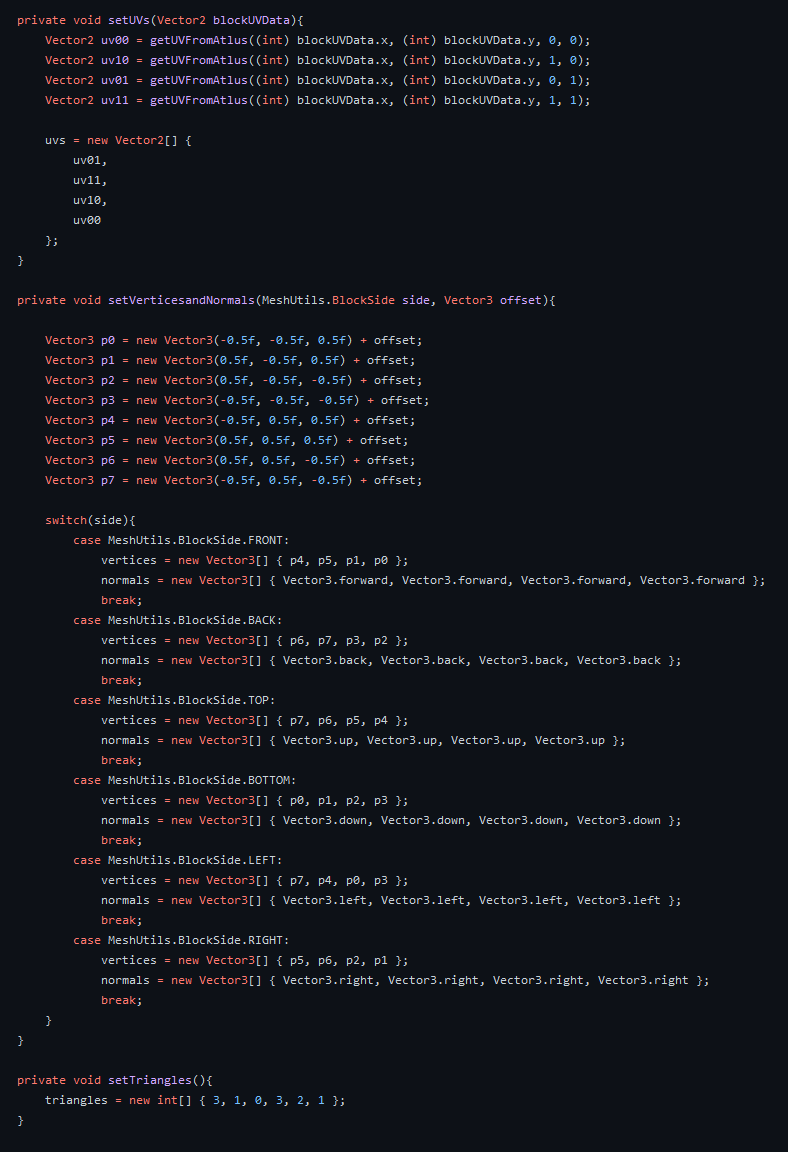 private void setUVs(Vector2 blockUVData){
    Vector2 uv00 = getUVFromAtlus((int) blockUVData.x, (int) blockUVData.y, 0, 0);
    Vector2 uv10 = getUVFromAtlus((int) blockUVData.x, (int) blockUVData.y, 1, 0);
    Vector2 uv01 = getUVFromAtlus((int) blockUVData.x, (int) blockUVData.y, 0, 1);
    Vector2 uv11 = getUVFromAtlus((int) blockUVData.x, (int) blockUVData.y, 1, 1);

    uvs = new Vector2[] {
        uv01,
        uv11,
        uv10,
        uv00
    };
}

private void setVerticesandNormals(MeshUtils.BlockSide side, Vector3 offset){

    Vector3 p0 = new Vector3(-0.5f, -0.5f, 0.5f) + offset;
    Vector3 p1 = new Vector3(0.5f, -0.5f, 0.5f) + offset;
    Vector3 p2 = new Vector3(0.5f, -0.5f, -0.5f) + offset;
    Vector3 p3 = new Vector3(-0.5f, -0.5f, -0.5f) + offset;
    Vector3 p4 = new Vector3(-0.5f, 0.5f, 0.5f) + offset;
    Vector3 p5 = new Vector3(0.5f, 0.5f, 0.5f) + offset;
    Vector3 p6 = new Vector3(0.5f, 0.5f, -0.5f) + offset;
    Vector3 p7 = new Vector3(-0.5f, 0.5f, -0.5f) + offset;

    switch(side){
        case MeshUtils.BlockSide.FRONT:
            vertices = new Vector3[] { p4, p5, p1, p0 };
            normals = new Vector3[] { Vector3.forward, Vector3.forward, Vector3.forward, Vector3.forward };
            break;
        case MeshUtils.BlockSide.BACK:
            vertices = new Vector3[] { p6, p7, p3, p2 };
            normals = new Vector3[] { Vector3.back, Vector3.back, Vector3.back, Vector3.back };
            break;
        case MeshUtils.BlockSide.TOP:
            vertices = new Vector3[] { p7, p6, p5, p4 };
            normals = new Vector3[] { Vector3.up, Vector3.up, Vector3.up, Vector3.up };
            break;
        case MeshUtils.BlockSide.BOTTOM:
            vertices = new Vector3[] { p0, p1, p2, p3 };
            normals = new Vector3[] { Vector3.down, Vector3.down, Vector3.down, Vector3.down };
            break;
        case MeshUtils.BlockSide.LEFT:
            vertices = new Vector3[] { p7, p4, p0, p3 };
            normals = new Vector3[] { Vector3.left, Vector3.left, Vector3.left, Vector3.left };
            break;
        case MeshUtils.BlockSide.RIGHT:
            vertices = new Vector3[] { p5, p6, p2, p1 };
            normals = new Vector3[] { Vector3.right, Vector3.right, Vector3.right, Vector3.right };
            break;
    }
}

private void setTriangles(){
    triangles = new int[] { 3, 1, 0, 3, 2, 1 };
}